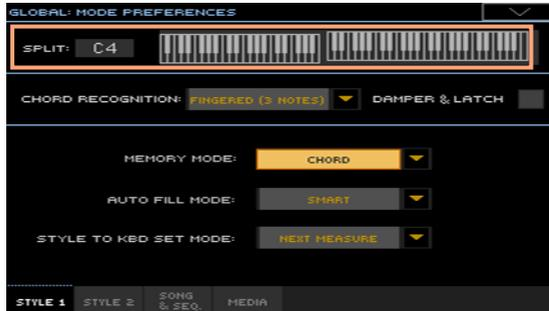 GLOBAL: MODE PREFERENCES
SPLIT: C4
CHORD RECOGNITION: FINGERED (3 NOTES) DAMPER & LATCH
MEMORY MODE: CHORD
AUTO FILL MODE: SMART
STYLE TO KBD SET MODE: NEXT MEASURE
STYLE 1 STYLE 2 SONG & SEQ. MEDIA